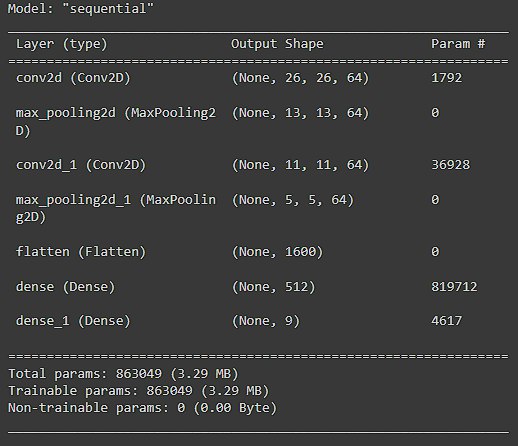 Model: "sequential"
Layer (type) Output Shape Param #
conv2d (Conv2D) (None, 26, 26, 64) 1792
max_pooling2d (MaxPooling2 (None, 13, 13, 64) 0
D)
conv2d_1 (Conv2D) (None, 11, 11, 64) 36928
max_pooling2d_1 (MaxPoolin (None, 5, 5, 64) 0
g2D)
flatten (Flatten) (None, 1600) 0
dense (Dense) (None, 512) 819712
dense_1 (Dense) (None, 9) 4617
Total params: 863049 (3.29 MB)
Trainable params: 863049 (3.29 MB)
Non-trainable params: 0 (0.00 Byte)